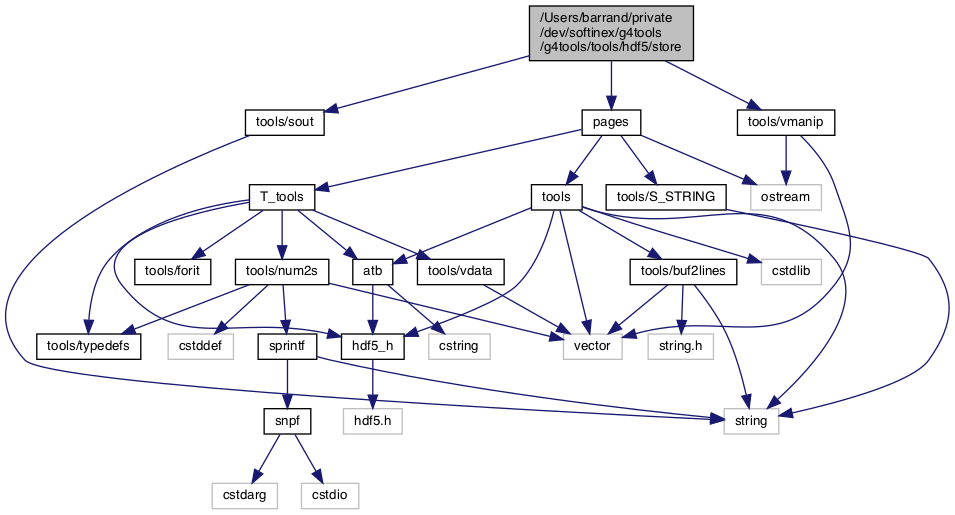 /Users/barrand/private
/dev/softinex/g4tools
/g4tools/tools/hdf5/store
tools/sout
pages
tools/vmanip
T_tools
tools
tools/S_STRING
ostream
tools/forit
tools/num2s
atb
tools/vdata
tools/buf2lines
cstdlib
tools/typedefs
cstddef
sprintf
hdf5_h
cstring
vector
string.h
snpf
hdf5.h
string
cstdarg
cstdio